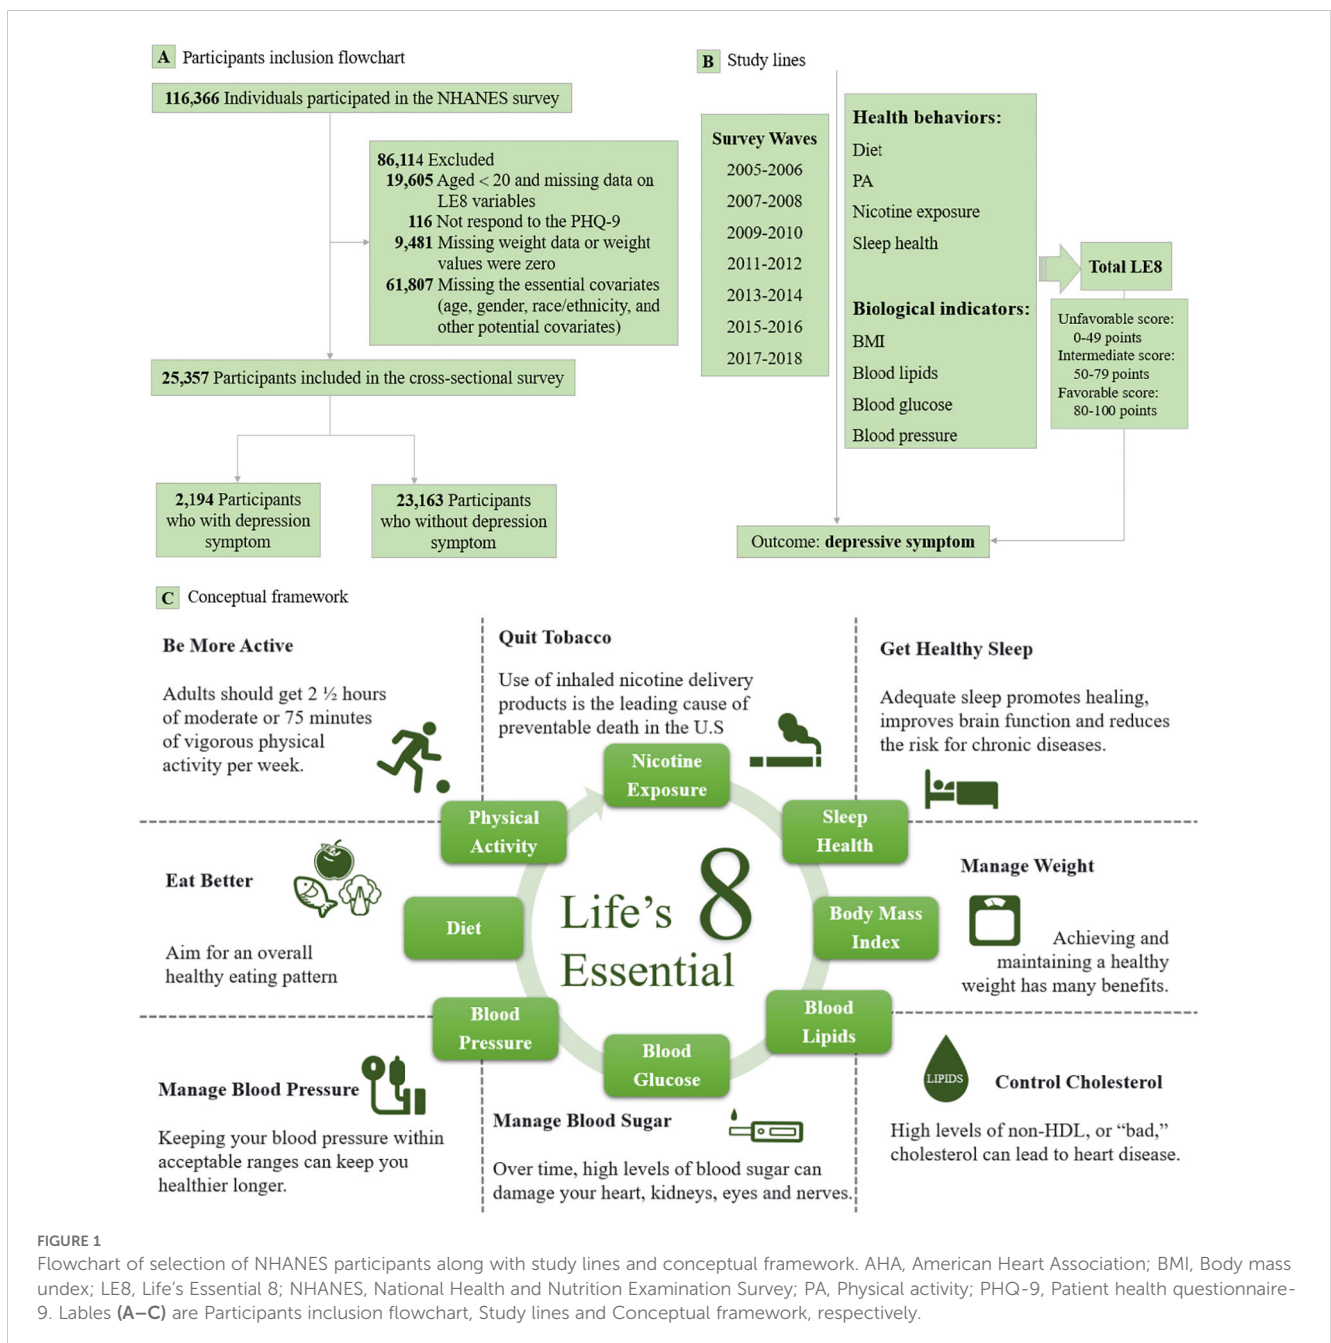 A Participants inclusion flowchart
116,366 Individuals participated in the NHANES survey
86,114 Excluded
19,605 Aged < 20 and missing data on
LE8 variables
116 Not respond to the PHQ-9
9,481 Missing weight data or weight
values were zero
61,807 Missing the essential covariates
(age, gender, race/ethnicity, and
other potential covariates)
25,357 Participants included in the cross-sectional survey
2,194 Participants
who with depression
symptom
23,163 Participants
who without depression
symptom
B Study lines
Survey Waves
2005-2006
2007-2008
2009-2010
2011-2012
2013-2014
2015-2016
2017-2018
Health behaviors:
Diet
PA
Nicotine exposure
Sleep health
Biological indicators:
BMI
Blood lipids
Blood glucose
Blood pressure
Total LE8
Unfavorable score:
0-49 points
Intermediate score:
50-79 points
Favorable score:
80-100 points
Outcome: depressive symptom
C Conceptual framework
Be More Active
Adults should get 2 ½ hours
of moderate or 75 minutes
of vigorous physical
activity per week.
Quit Tobacco
Use of inhaled nicotine delivery
products is the leading cause of
preventable death in the U.S
Get Healthy Sleep
Adequate sleep promotes healing,
improves brain function and reduces
the risk for chronic diseases.
Nicotine
Exposure
Physical
Activity
Sleep
Health
Eat Better
Aim for an overall
healthy eating pattern
Diet
Life's 8
Essential
Body Mass
Index
Manage Weight
Achieving and
maintaining a healthy
weight has many benefits.
Blood
Pressure
Blood
Glucose
Blood
Lipids
Manage Blood Pressure
Keeping your blood pressure within
acceptable ranges can keep you
healthier longer.
Manage Blood Sugar
Over time, high levels of blood sugar can
damage your heart, kidneys, eyes and nerves.
LIPIDS
Control Cholesterol
High levels of non-HDL, or “bad,”
cholesterol can lead to heart disease.
FIGURE 1
Flowchart of selection of NHANES participants along with study lines and conceptual framework. AHA, American Heart Association; BMI, Body mass
undex; LE8, Life’s Essential 8; NHANES, National Health and Nutrition Examination Survey; PA, Physical activity; PHQ-9, Patient health questionnaire-
9. Lables (A–C) are Participants inclusion flowchart, Study lines and Conceptual framework, respectively.